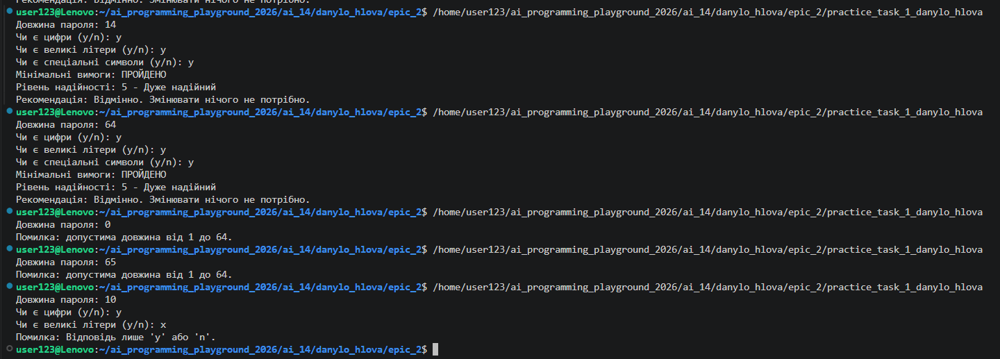 Рекомендація: Відмінно. Змінювати нічого не потрібно.
user123@Lenovo:~/ai_programming_playground_2026/ai_14/danylo_hlova/epic_2$ /home/user123/ai_programming_playground_2026/ai_14/danylo_hlova/epic_2/practice_task_1_danylo_hlova
Довжина пароля: 14
Чи є цифри (y/n): y
Чи є великі літери (y/n): y
Чи є спеціальні символи (y/n): y
Мінімальні вимоги: ПРОЙДЕНО
Рівень надійності: 5 - Дуже надійний
Рекомендація: Відмінно. Змінювати нічого не потрібно.
user123@Lenovo:~/ai_programming_playground_2026/ai_14/danylo_hlova/epic_2$ /home/user123/ai_programming_playground_2026/ai_14/danylo_hlova/epic_2/practice_task_1_danylo_hlova
Довжина пароля: 64
Чи є цифри (y/n): y
Чи є великі літери (y/n): y
Чи є спеціальні символи (y/n): y
Мінімальні вимоги: ПРОЙДЕНО
Рівень надійності: 5 - Дуже надійний
Рекомендація: Відмінно. Змінювати нічого не потрібно.
user123@Lenovo:~/ai_programming_playground_2026/ai_14/danylo_hlova/epic_2$ /home/user123/ai_programming_playground_2026/ai_14/danylo_hlova/epic_2/practice_task_1_danylo_hlova
Довжина пароля: 0
Помилка: допустима довжина від 1 до 64.
user123@Lenovo:~/ai_programming_playground_2026/ai_14/danylo_hlova/epic_2$ /home/user123/ai_programming_playground_2026/ai_14/danylo_hlova/epic_2/practice_task_1_danylo_hlova
Довжина пароля: 65
Помилка: допустима довжина від 1 до 64.
user123@Lenovo:~/ai_programming_playground_2026/ai_14/danylo_hlova/epic_2$ /home/user123/ai_programming_playground_2026/ai_14/danylo_hlova/epic_2/practice_task_1_danylo_hlova
Довжина пароля: 10
Чи є цифри (y/n): y
Чи є великі літери (y/n): x
Помилка: Відповідь лише 'y' або 'n'.
user123@Lenovo:~/ai_programming_playground_2026/ai_14/danylo_hlova/epic_2$